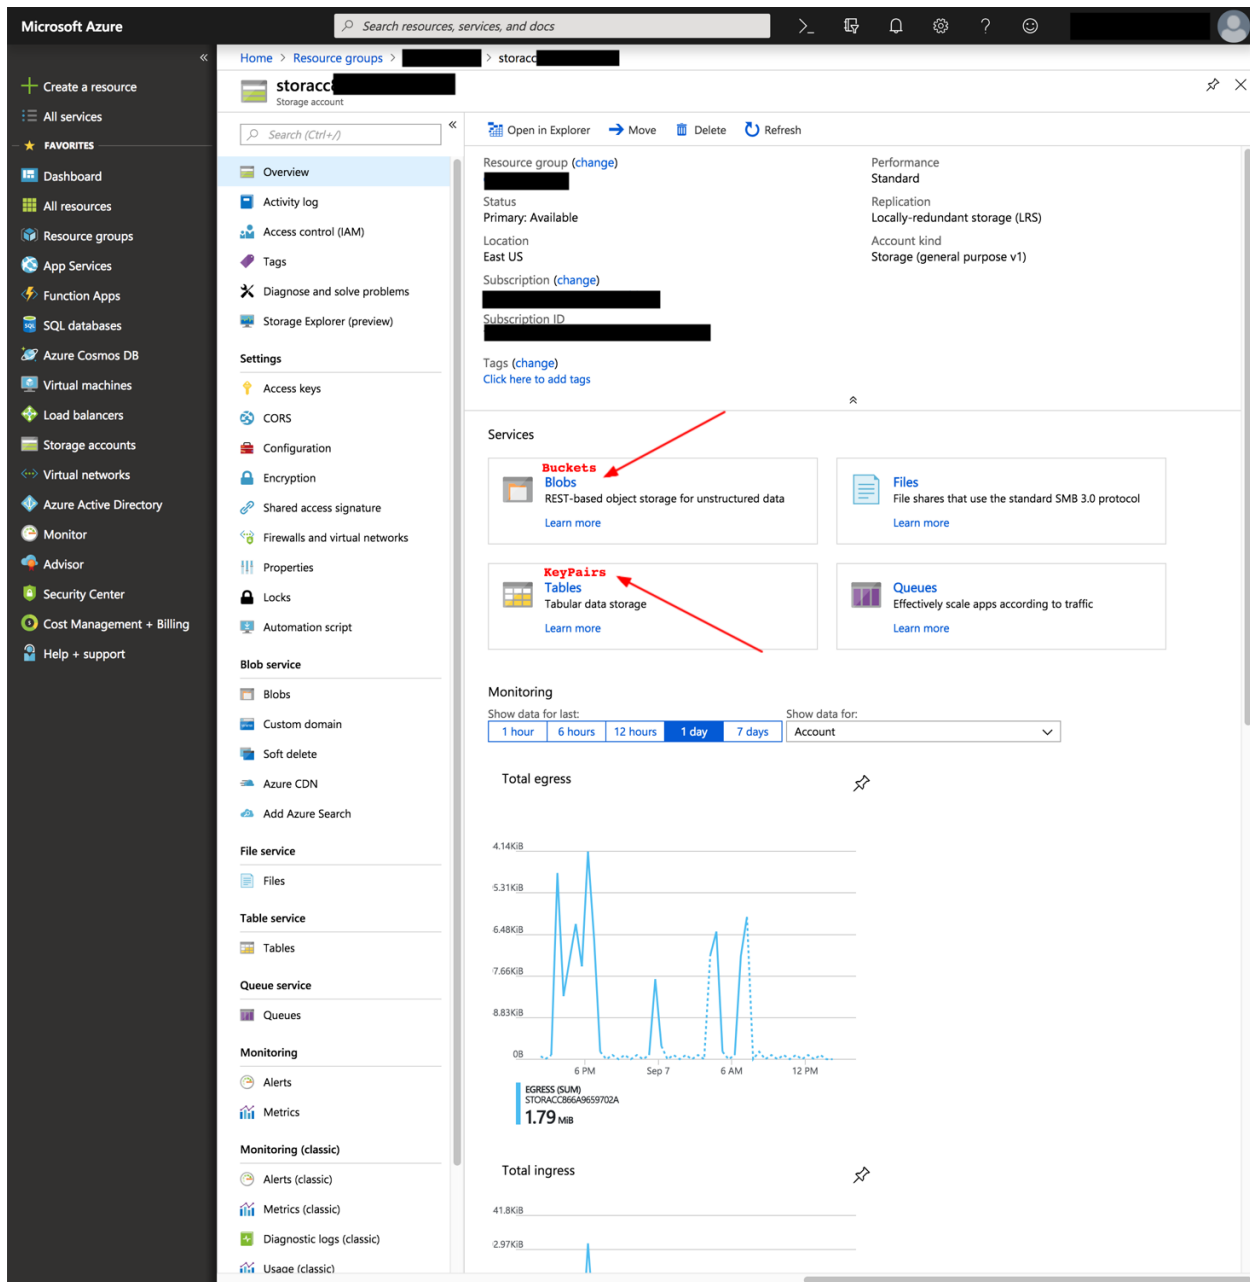 Microsoft Azure
Search resources, services, and docs
Home > Resource groups > > storacc
Create a resource
All services
FAVORITES
Dashboard
All resources
Resource groups
App Services
Function Apps
SQL databases
Azure Cosmos DB
Virtual machines
Load balancers
Storage accounts
Virtual networks
Azure Active Directory
Monitor
Advisor
Security Center
Cost Management + Billing
Help + support
storacc
Storage account
Search (Ctrl+/)
Overview
Activity log
Access control (IAM)
Tags
Diagnose and solve problems
Storage Explorer (preview)
Settings
Access keys
CORS
Configuration
Encryption
Shared access signature
Firewalls and virtual networks
Properties
Locks
Automation script
Blob service
Blobs
Custom domain
Soft delete
Azure CDN
Add Azure Search
File service
Files
Table service
Tables
Queue service
Queues
Monitoring
Alerts
Metrics
Monitoring (classic)
Alerts (classic)
Metrics (classic)
Diagnostic logs (classic)
Usage (classic)
Open in Explorer Move Delete Refresh
Resource group (change)
Status
Primary: Available
Location
East US
Subscription (change)
Subscription ID
Tags (change)
Click here to add tags
Performance
Standard
Replication
Locally-redundant storage (LRS)
Account kind
Storage (general purpose v1)
Services
Buckets
Blobs
REST-based object storage for unstructured data
Learn more
Files
File shares that use the standard SMB 3.0 protocol
Learn more
KeyPairs
Tables
Tabular data storage
Learn more
Queues
Effectively scale apps according to traffic
Learn more
Monitoring
Show data for last:
1 hour 6 hours 12 hours 1 day 7 days
Show data for:
Account
Total egress
4.14KiB
5.31KiB
6.48KiB
7.66KiB
8.83KiB
0B
6 PM Sep 7 6 AM 12 PM
EGRESS (SUM)
STORACC866A9659702A
1.79 MiB
Total ingress
41.8KiB
2.97KiB